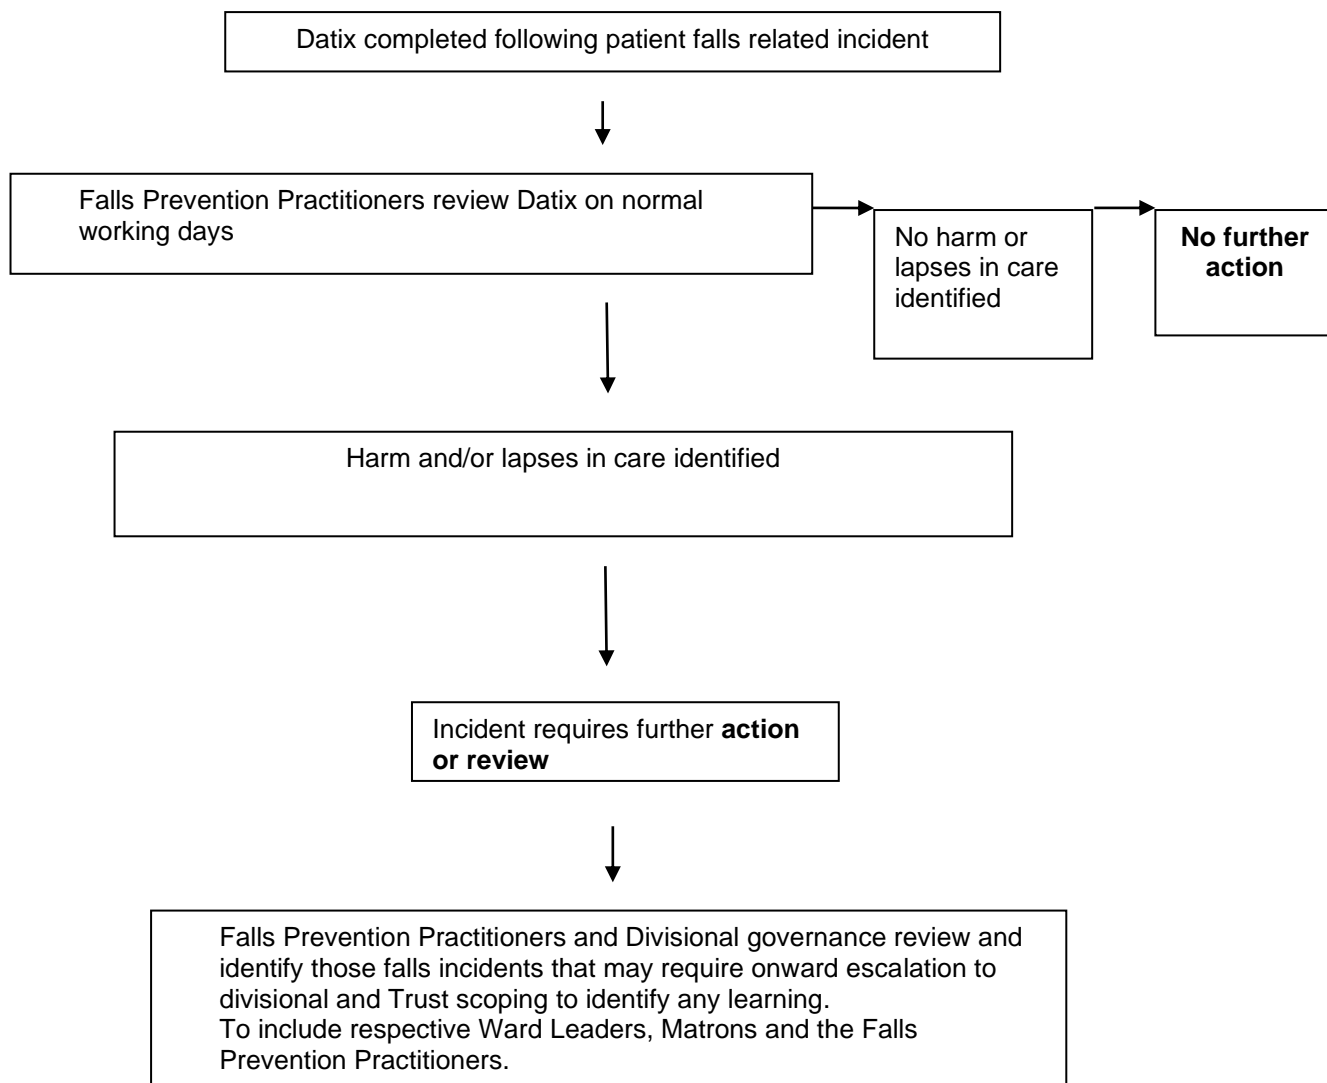 Datix completed following patient falls related incident
Falls Prevention Practitioners review Datix on normal
working days
No harm or
lapses in care
identified
No further
action
Harm and/or lapses in care identified
Incident requires further action
or review
Falls Prevention Practitioners and Divisional governance review and
identify those falls incidents that may require onward escalation to
divisional and Trust scoping to identify any learning.
To include respective Ward Leaders, Matrons and the Falls
Prevention Practitioners.